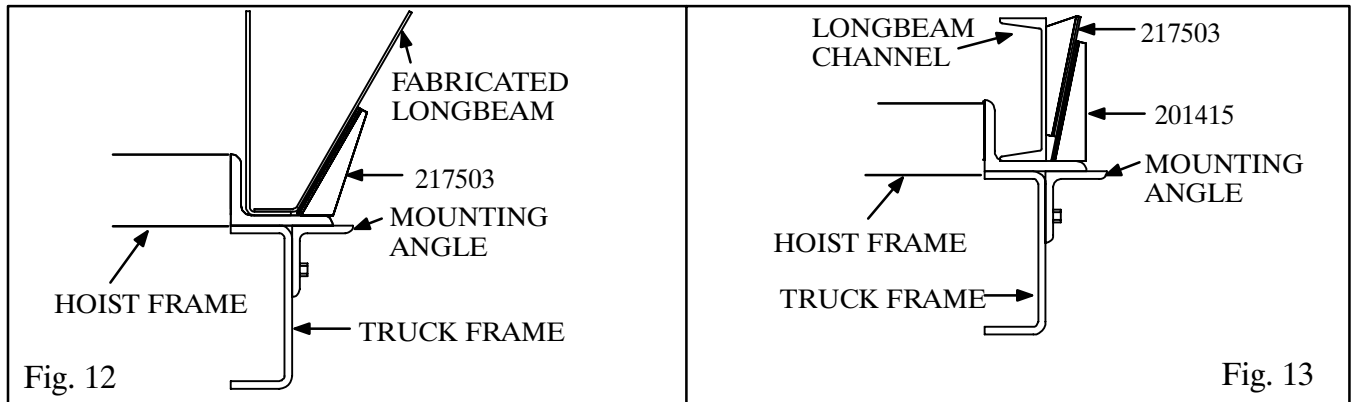 FABRICATED
LONGBEAM
217503
MOUNTING
ANGLE
HOIST FRAME
TRUCK FRAME
Fig. 12
LONGBEAM
CHANNEL
217503
201415
MOUNTING
ANGLE
HOIST FRAME
TRUCK FRAME
Fig. 13